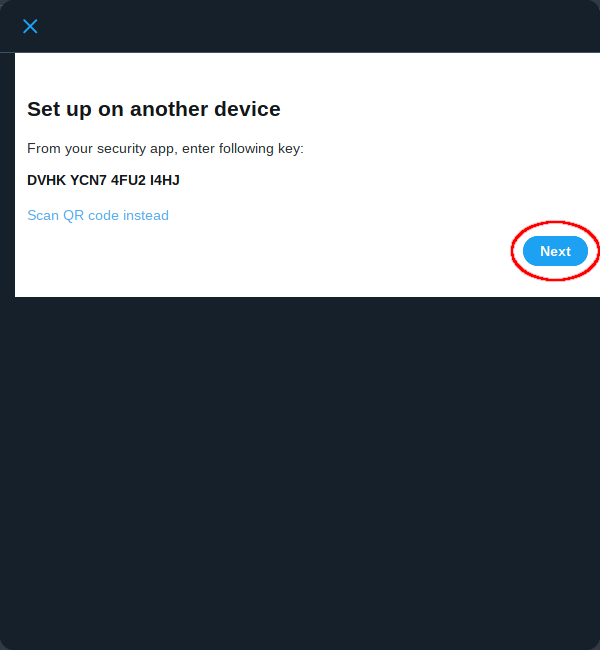 Set up on another device
From your security app, enter following key:
DVHK YCN7 4FU2 I4HJ
Scan QR code instead
Next